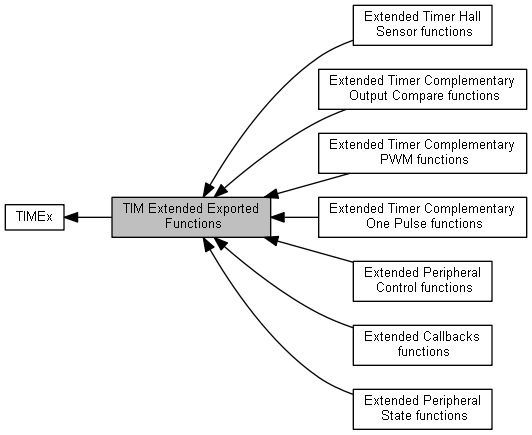 Extended Timer Hall
Sensor functions
Extended Timer Complementary
Output Compare functions
Extended Timer Complementary
PWM functions
TIMEx
TIM Extended Exported
Functions
Extended Timer Complementary
One Pulse functions
Extended Peripheral
Control functions
Extended Callbacks
functions
Extended Peripheral
State functions